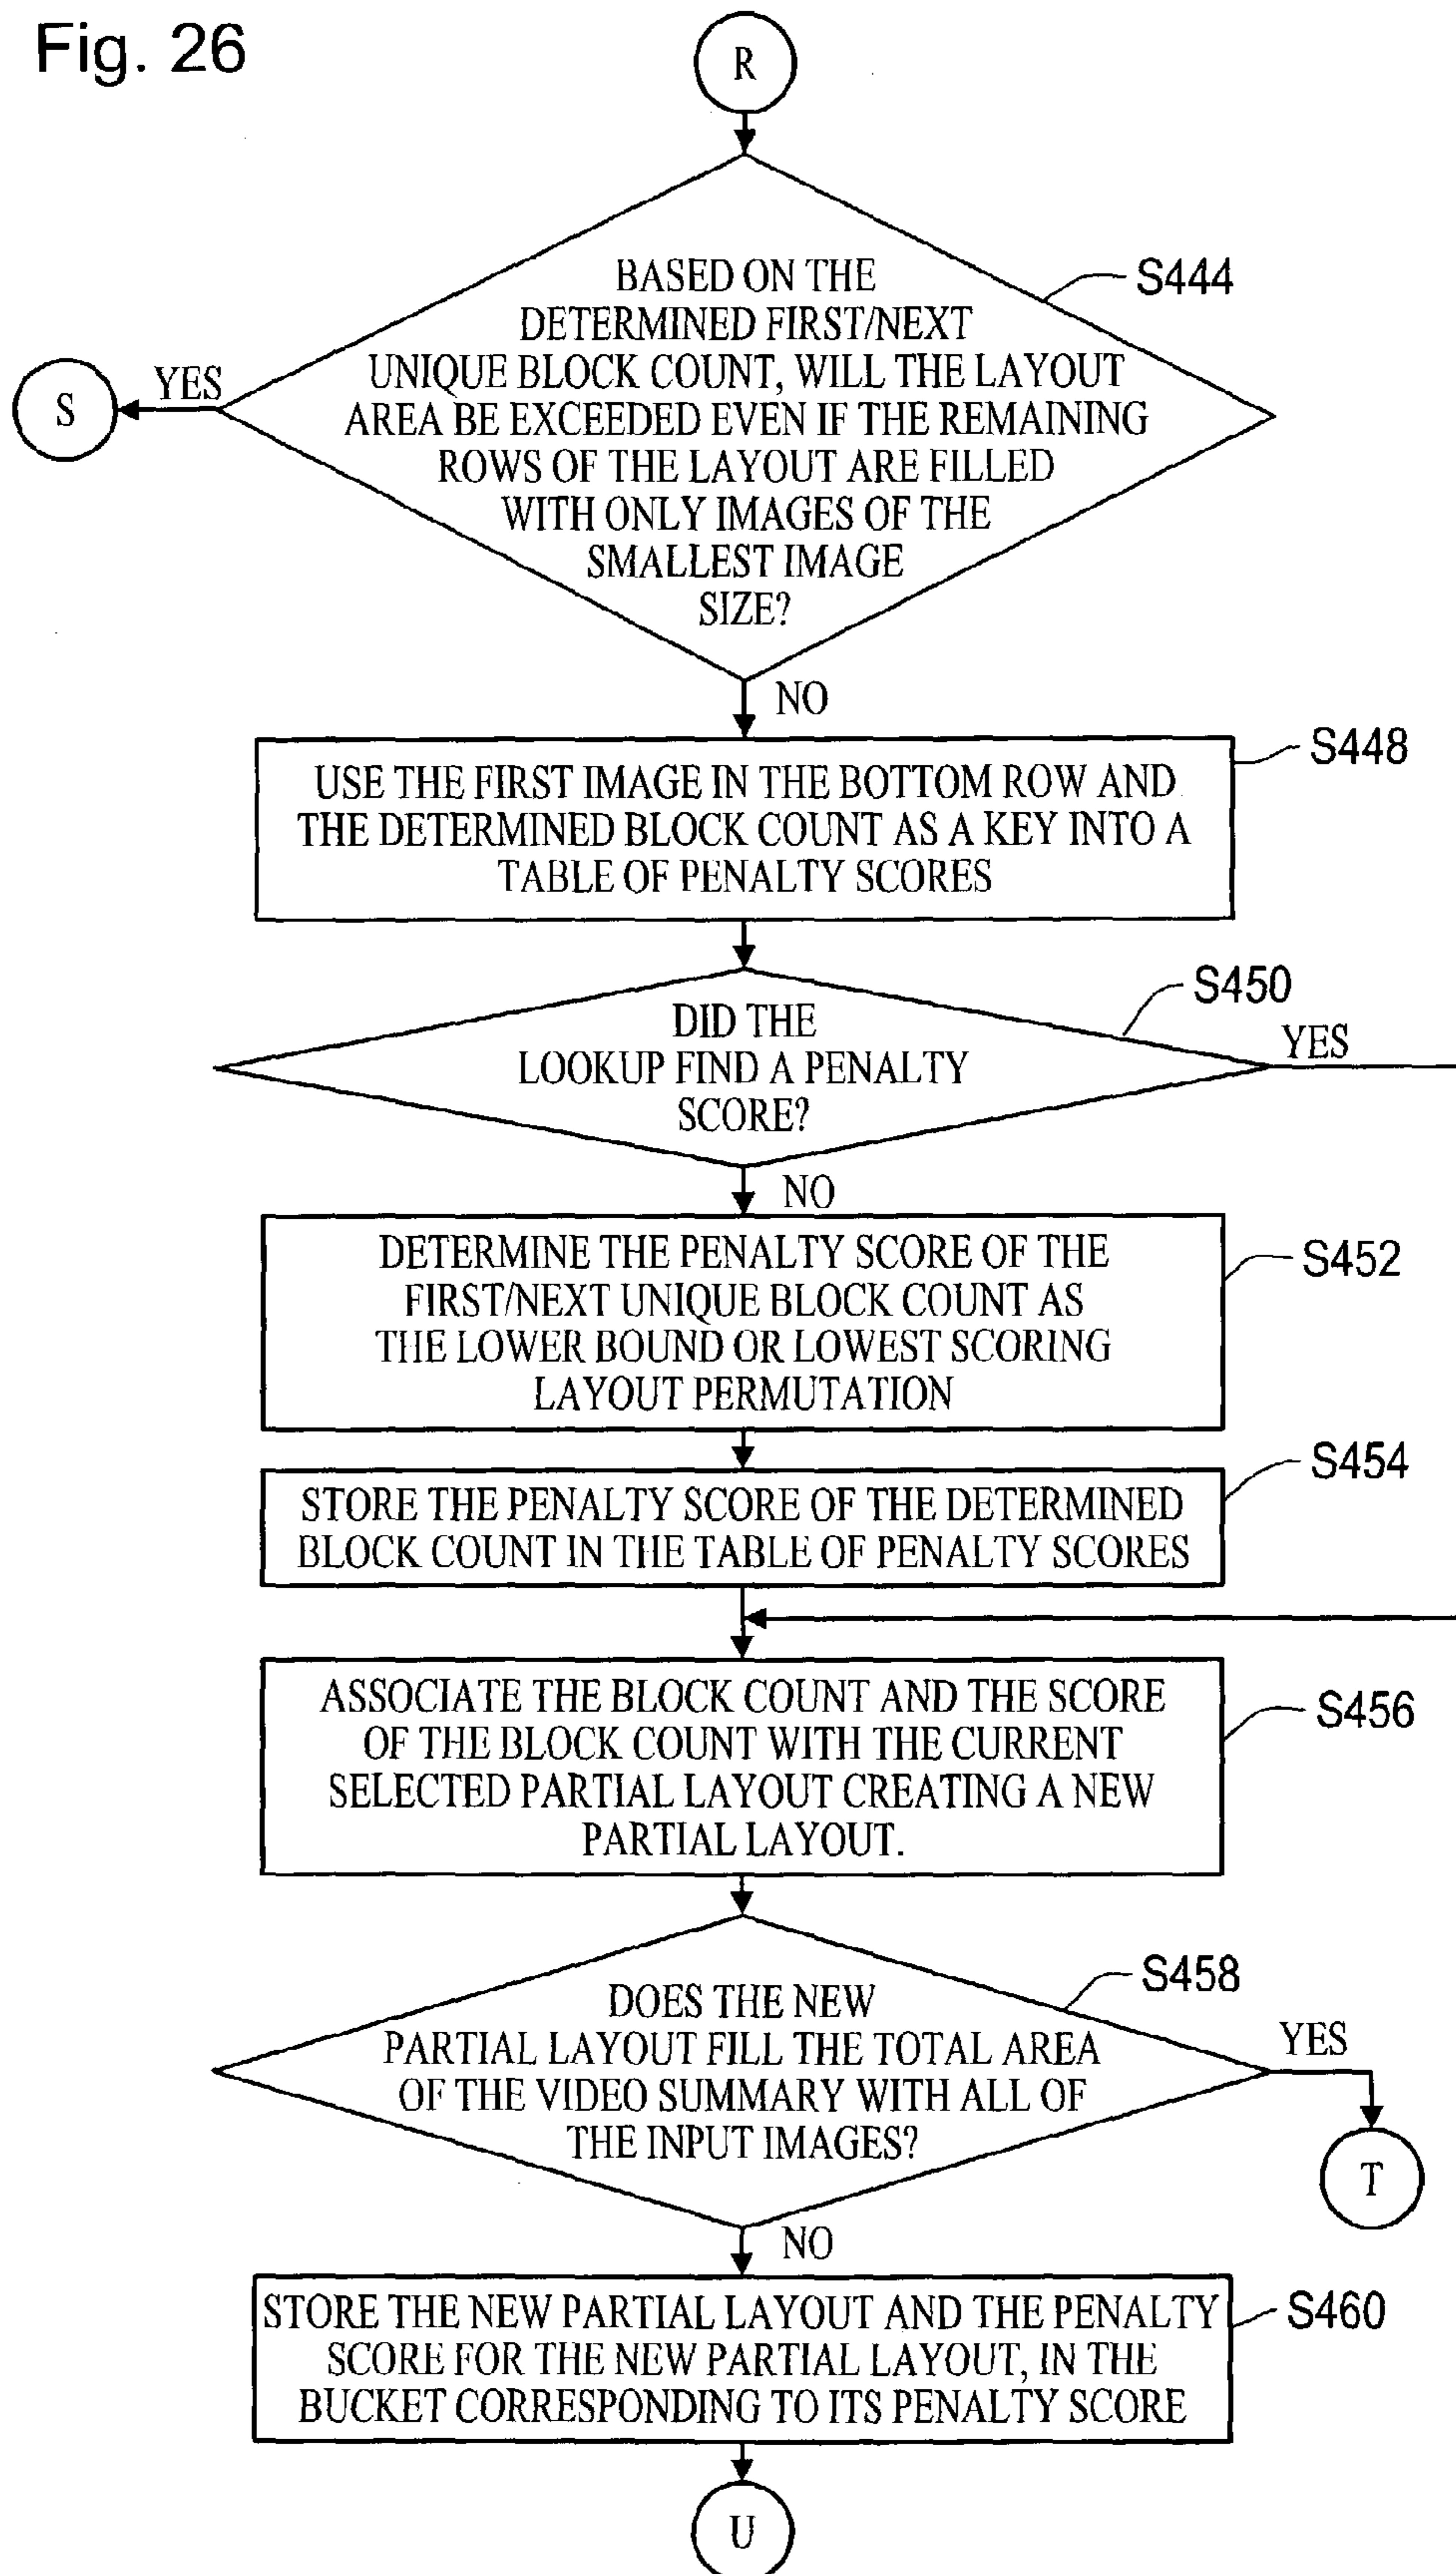 Fig. 26
R
BASED ON THE
DETERMINED FIRST/NEXT
UNIQUE BLOCK COUNT, WILL THE LAYOUT
AREA BE EXCEEDED EVEN IF THE REMAINING
ROWS OF THE LAYOUT ARE FILLED
WITH ONLY IMAGES OF THE
SMALLEST IMAGE
SIZE?
S444
YES
S
NO
USE THE FIRST IMAGE IN THE BOTTOM ROW AND
THE DETERMINED BLOCK COUNT AS A KEY INTO A
TABLE OF PENALTY SCORES
S448
DID THE
LOOKUP FIND A PENALTY
SCORE?
S450
YES
NO
DETERMINE THE PENALTY SCORE OF THE
FIRST/NEXT UNIQUE BLOCK COUNT AS
THE LOWER BOUND OR LOWEST SCORING
LAYOUT PERMUTATION
S452
STORE THE PENALTY SCORE OF THE DETERMINED
BLOCK COUNT IN THE TABLE OF PENALTY SCORES
S454
ASSOCIATE THE BLOCK COUNT AND THE SCORE
OF THE BLOCK COUNT WITH THE CURRENT
SELECTED PARTIAL LAYOUT CREATING A NEW
PARTIAL LAYOUT.
S456
DOES THE NEW
PARTIAL LAYOUT FILL THE TOTAL AREA
OF THE VIDEO SUMMARY WITH ALL OF
THE INPUT IMAGES?
S458
YES
T
NO
STORE THE NEW PARTIAL LAYOUT AND THE PENALTY
SCORE FOR THE NEW PARTIAL LAYOUT, IN THE
BUCKET CORRESPONDING TO ITS PENALTY SCORE
S460
U